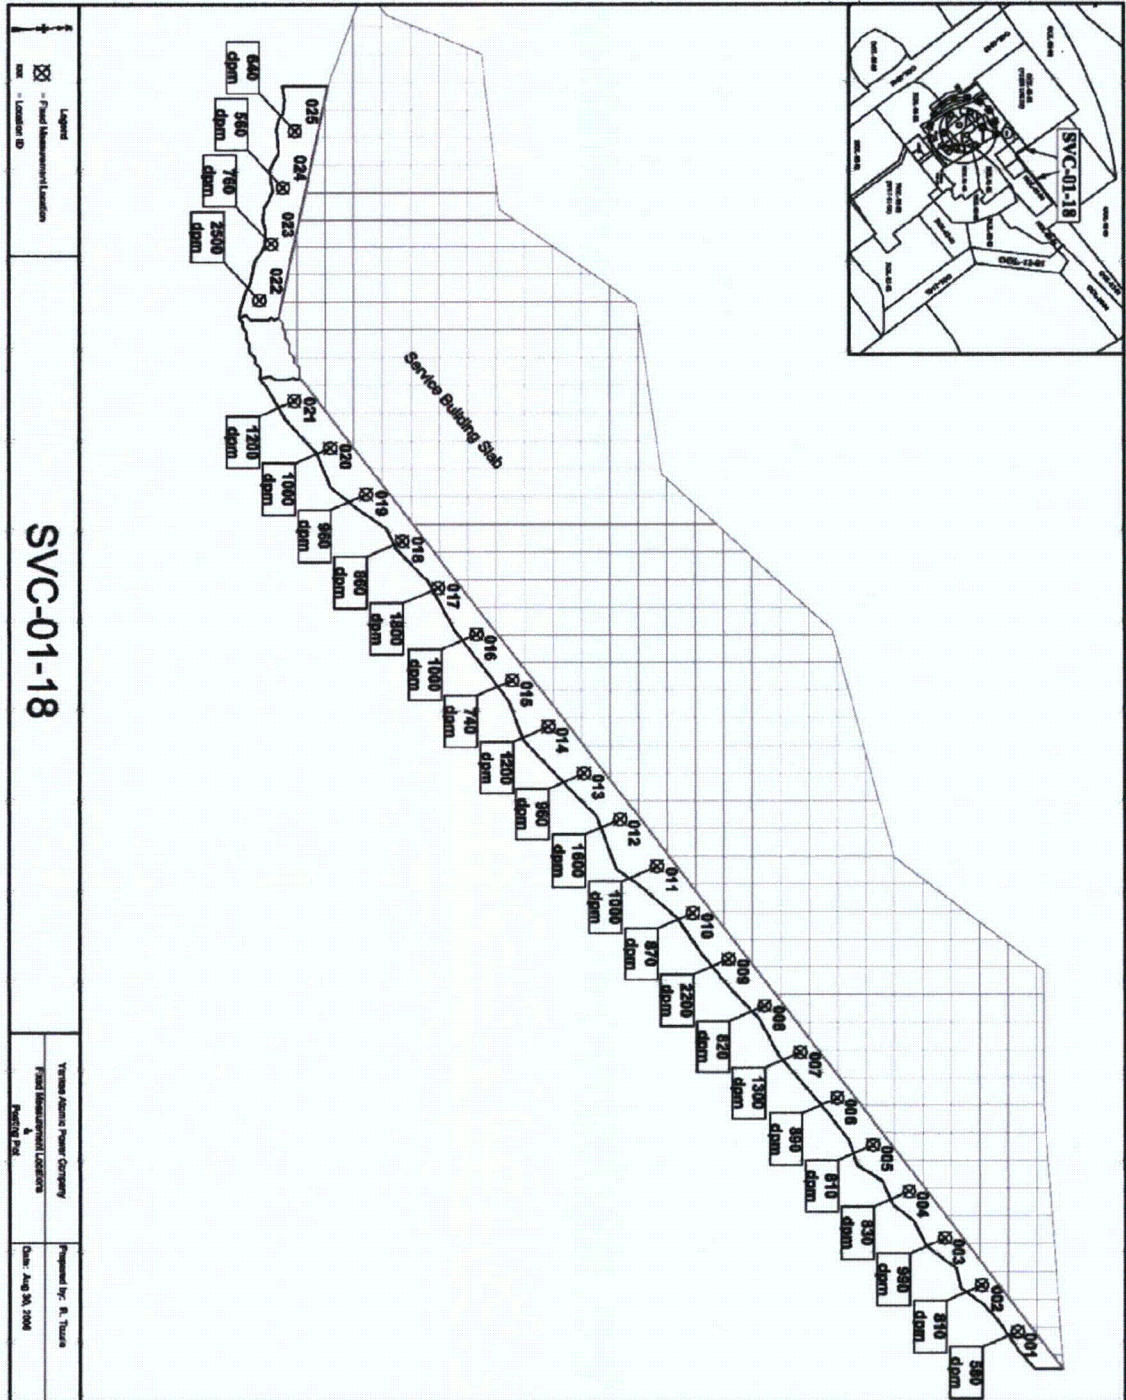 SVC-01-18
Service Building Slab
025
024
023
022
021
020
019
018
017
016
015
014
013
012
011
010
009
008
007
006
005
004
003
002
001
640
dpm
560
dpm
760
dpm
2500
dpm
1200
dpm
1000
dpm
960
dpm
860
dpm
1800
dpm
1000
dpm
740
dpm
1200
dpm
960
dpm
1600
dpm
1000
dpm
870
dpm
2200
dpm
820
dpm
1300
dpm
890
dpm
810
dpm
830
dpm
990
dpm
810
dpm
580
dpm
Legend
= Fixed Measurement Location
= Location ID
SVC-01-18
Yankee Atomic Power Company
Fixed Measurement Locations
&
Posting Plot
Prepared by: R.
Date: Aug 30, 2006